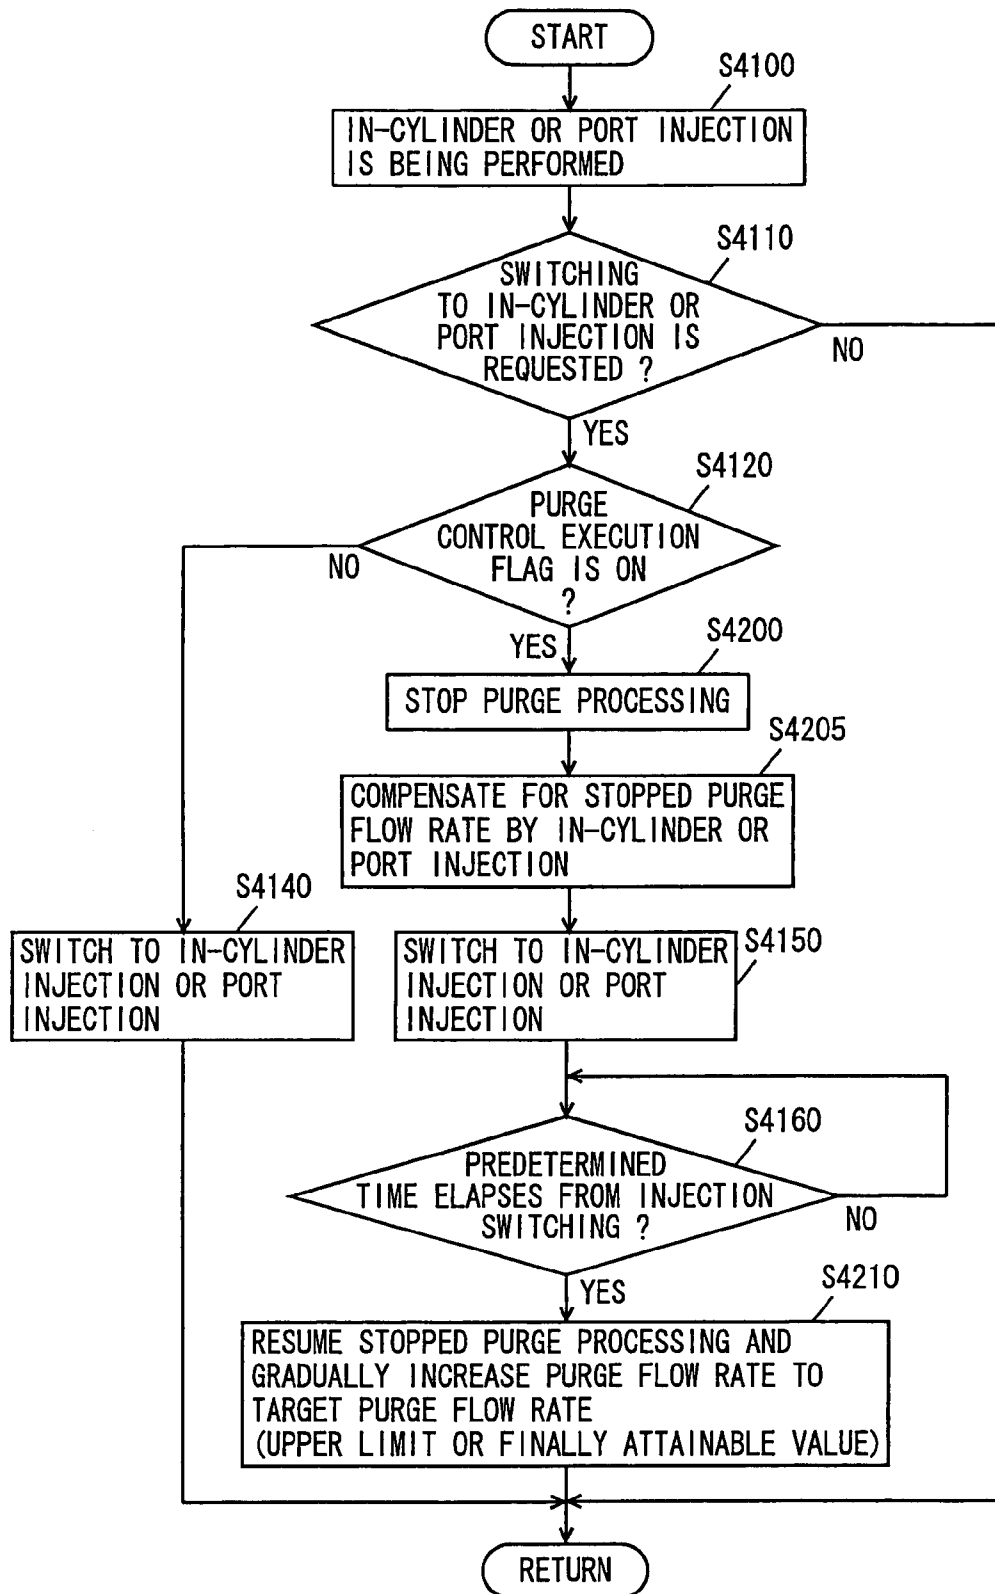 START
S4100
IN-CYLINDER OR PORT INJECTION
IS BEING PERFORMED
S4110
SWITCHING
TO IN-CYLINDER OR
PORT INJECTION IS
REQUESTED ?
NO
YES
S4120
PURGE
CONTROL EXECUTION
FLAG IS ON
?
NO
YES
S4200
STOP PURGE PROCESSING
S4205
COMPENSATE FOR STOPPED PURGE
FLOW RATE BY IN-CYLINDER OR
PORT INJECTION
S4140
SWITCH TO IN-CYLINDER
INJECTION OR PORT
INJECTION
S4150
SWITCH TO IN-CYLINDER
INJECTION OR PORT
INJECTION
S4160
PREDETERMINED
TIME ELAPSES FROM INJECTION
SWITCHING ?
NO
YES
S4210
RESUME STOPPED PURGE PROCESSING AND
GRADUALLY INCREASE PURGE FLOW RATE TO
TARGET PURGE FLOW RATE
(UPPER LIMIT OR FINALLY ATTAINABLE VALUE)
RETURN